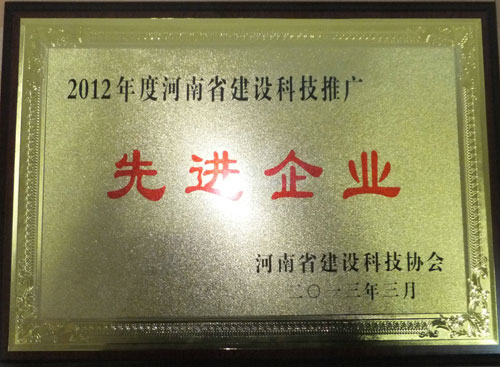 2012年度河南省建设科技推广
先进企业
河南省建设科技协会
二〇一三年三月